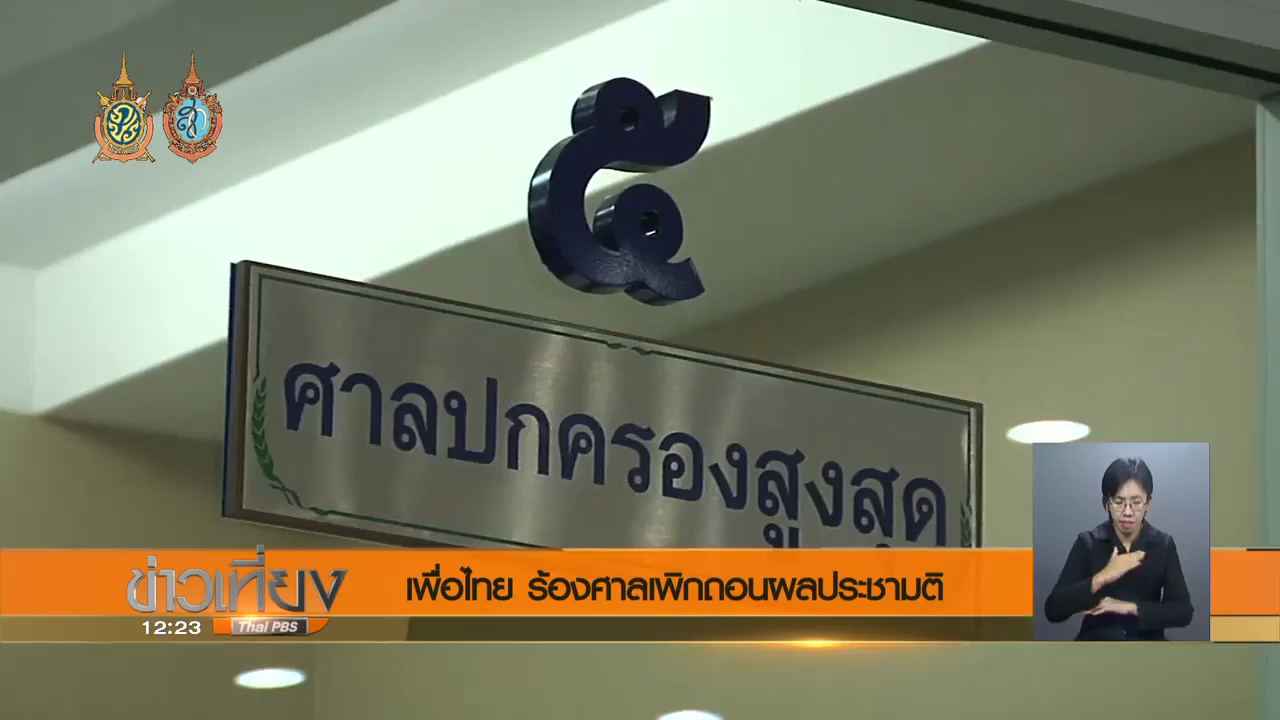 ๕
ศาลปกครองสูงสุด
ข่าวเที่ยง
เพื่อไทย ร้องศาลเพิกถอนผลประชามติ
12:23
Thai PBS